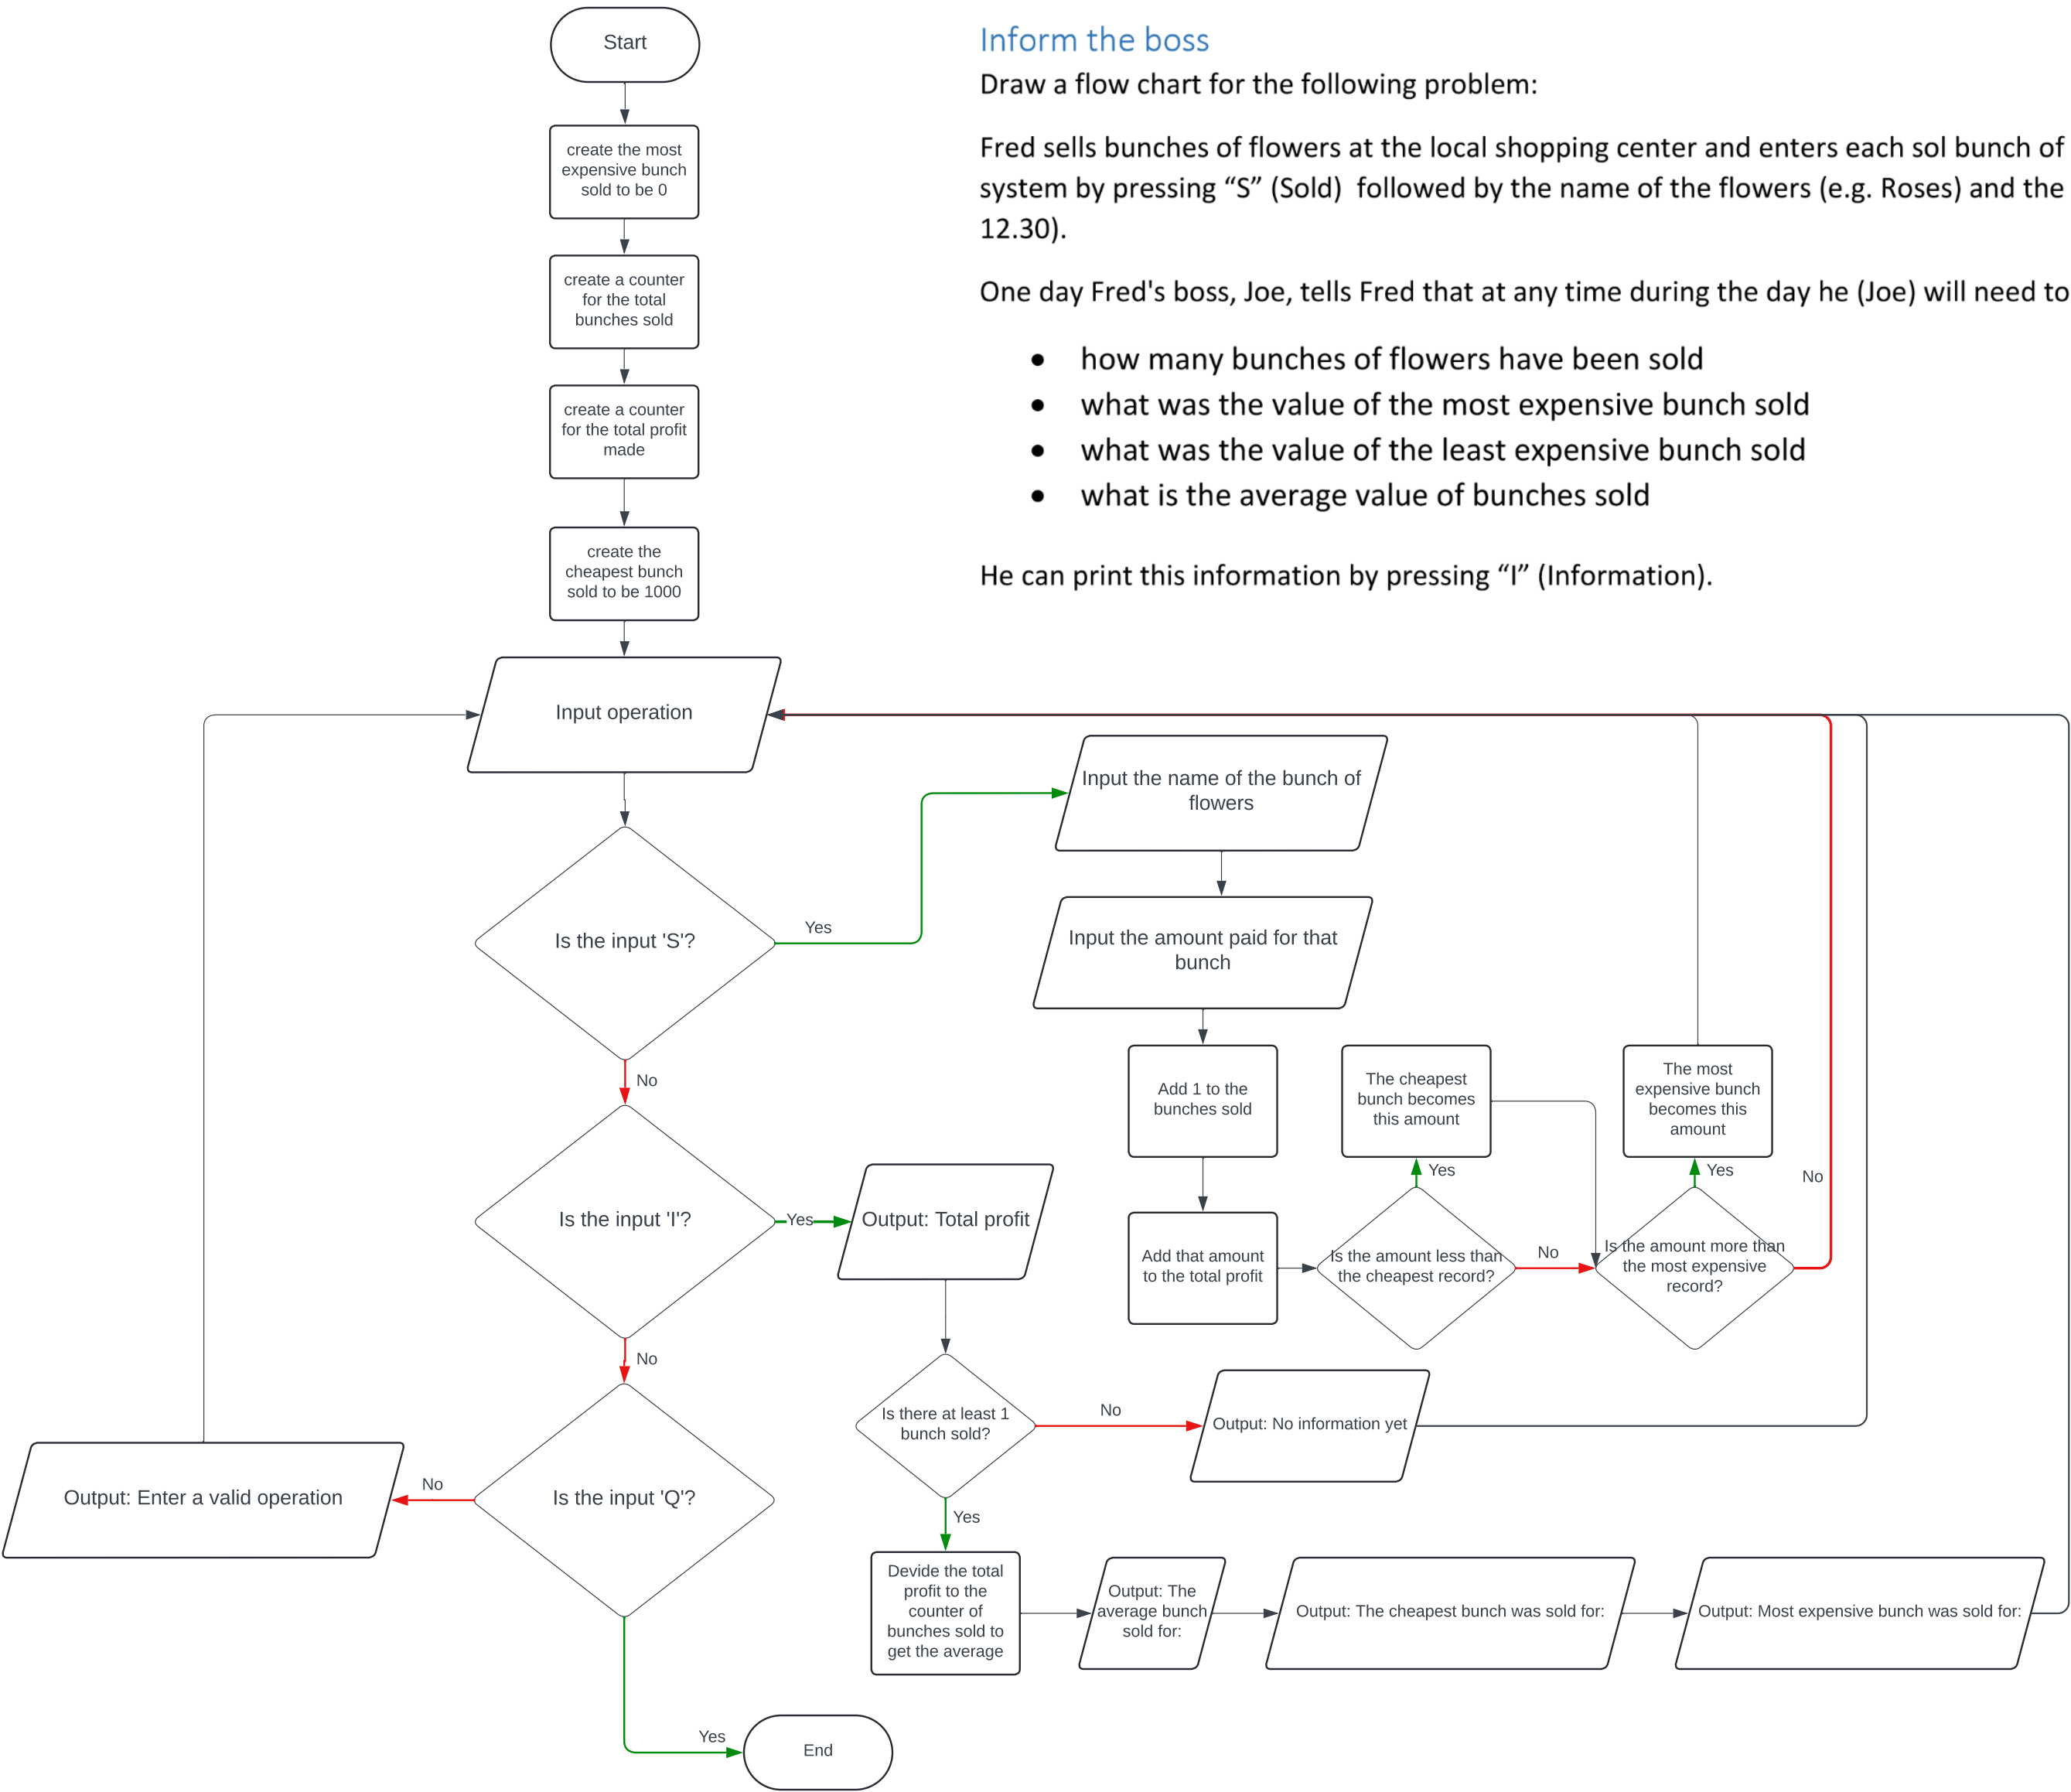 Start
create the most
expensive bunch
sold to be 0
create a counter
for the total
bunches sold
create a counter
for the total profit
made
create the
cheapest bunch
sold to be 1000
Inform the boss
Draw a flow chart for the following problem:
Fred sells bunches of flowers at the local shopping center and enters each sol bunch of
system by pressing “S” (Sold)  followed by the name of the flowers (e.g. Roses) and the
12.30).
One day Fred's boss, Joe, tells Fred that at any time during the day he (Joe) will need to
• how many bunches of flowers have been sold
• what was the value of the most expensive bunch sold
• what was the value of the least expensive bunch sold
• what is the average value of bunches sold
He can print this information by pressing “I” (Information).
Input operation
Is the input 'S'?
Yes
No
Input the name of the bunch of
flowers
Input the amount paid for that
bunch
Add 1 to the
bunches sold
Add that amount
to the total profit
Is the amount less than
the cheapest record?
Yes
The cheapest
bunch becomes
this amount
No
Is the amount more than
the most expensive
record?
Yes
The most
expensive bunch
becomes this
amount
No
Is the input 'I'?
Yes
No
Output: Total profit
Is there at least 1
bunch sold?
No
Output: No information yet
Yes
Devide the total
profit to the
counter of
bunches sold to
get the average
Output: The
average bunch
sold for:
Output: The cheapest bunch was sold for:
Output: Most expensive bunch was sold for:
Is the input 'Q'?
No
Output: Enter a valid operation
Yes
End